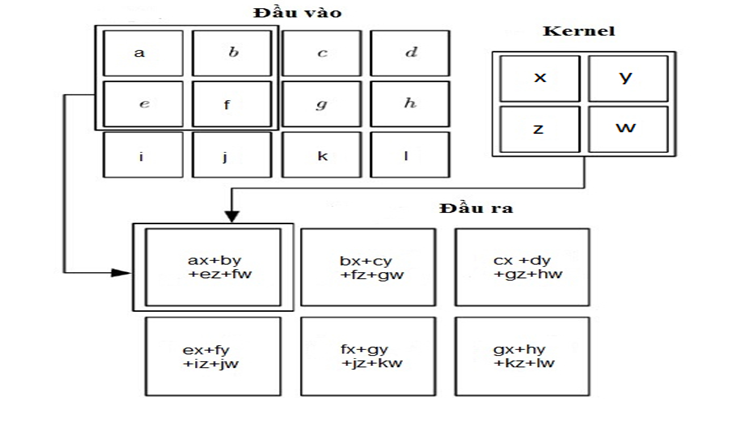 Đầu vào
a b c d
Kernel
x y
e f g h
z w
i j k l
Đầu ra
ax+by
+ez+fw
bx+cy
+fz+gw
cx +dy
+gz+hw
ex+fy
+iz+jw
fx+gy
+jz+kw
gx+hy
+kz+lw